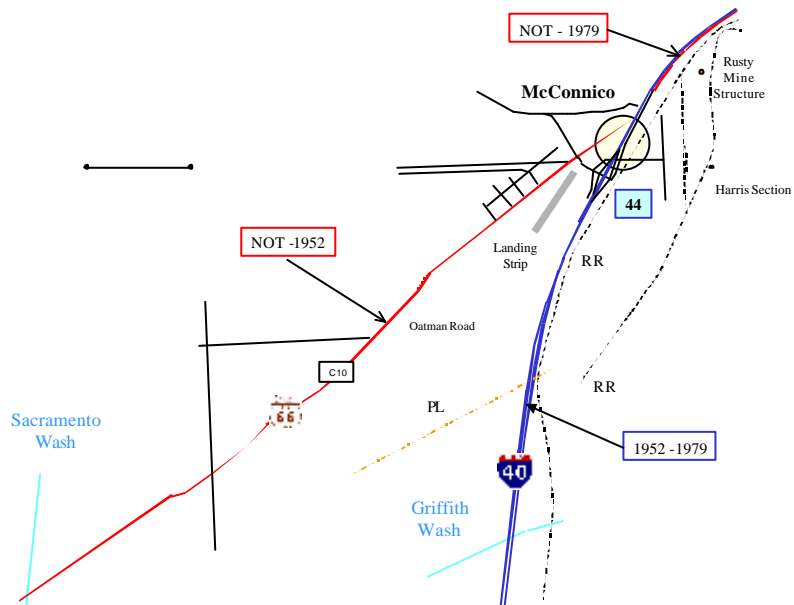 NOT - 1979
Rusty
Mine
Structure
McConnico
Harris Section
44
NOT -1952
Landing
Strip
RR
Oatman Road
C10
RR
66
PL
Sacramento
Wash
1952 -1979
40
Griffith
Wash